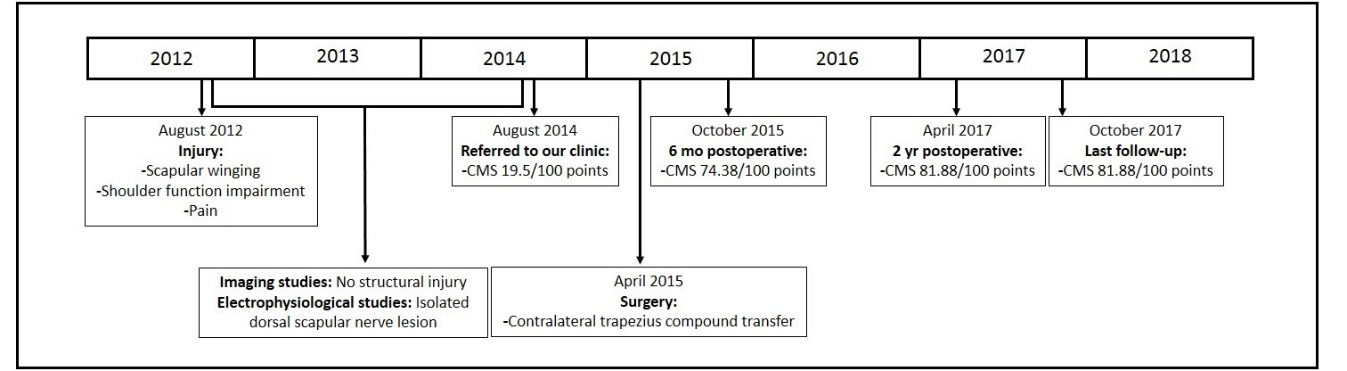 2012 2013 2014 2015 2016 2017 2018
August 2012
Injury:
-Scapular winging
-Shoulder function impairment
-Pain
August 2014
Referred to our clinic:
-CMS 19.5/100 points
October 2015
6 mo postoperative:
-CMS 74.38/100 points
April 2017
2 yr postoperative:
-CMS 81.88/100 points
October 2017
Last follow-up:
-CMS 81.88/100 points
Imaging studies: No structural injury
Electrophysiological studies: Isolated
dorsal scapular nerve lesion
April 2015
Surgery:
-Contralateral trapezius compound transfer